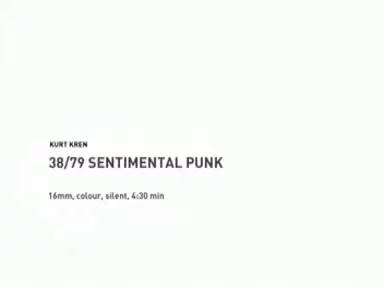 KURT KREN
38/79 SENTIMENTAL PUNK
16mm, colour, silent, 4:30 min